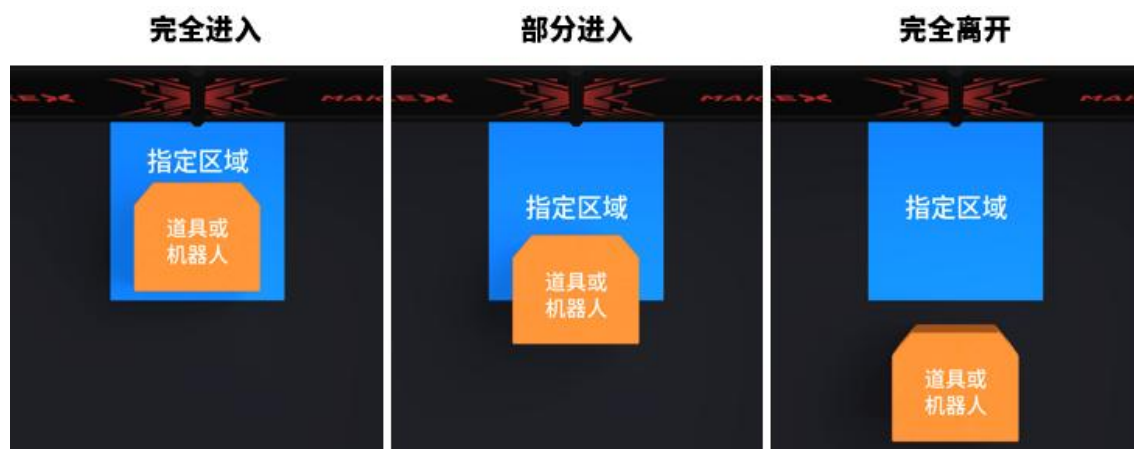 完全进入
部分进入
完全离开
指定区域
道具或
机器人
指定区域
道具或
机器人
指定区域
道具或
机器人